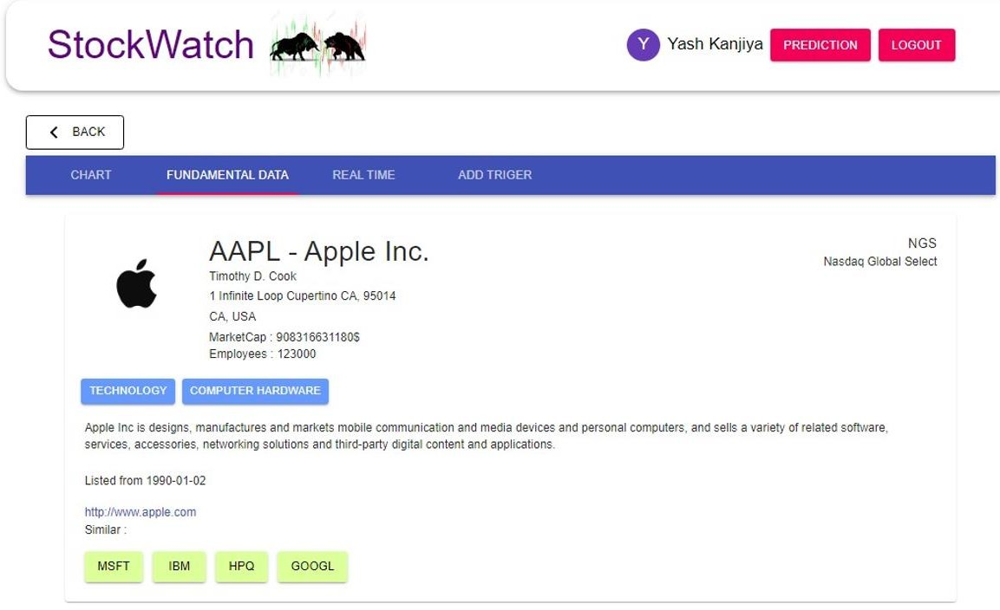 StockWatch
Y Yash Kanjiya PREDICTION LOGOUT
BACK
CHART FUNDAMENTAL DATA REAL TIME ADD TRIGER
AAPL - Apple Inc.
NGS
Timothy D. Cook
Nasdaq Global Select
1 Infinite Loop Cupertino CA, 95014
CA, USA
MarketCap : 908316631180$
Employees : 123000
TECHNOLOGY COMPUTER HARDWARE
Apple Inc is designs, manufactures and markets mobile communication and media devices and personal computers, and sells a variety of related software,
services, accessories, networking solutions and third-party digital content and applications.
Listed from 1990-01-02
http://www.apple.com
Similar :
MSFT IBM HPQ GOOGL